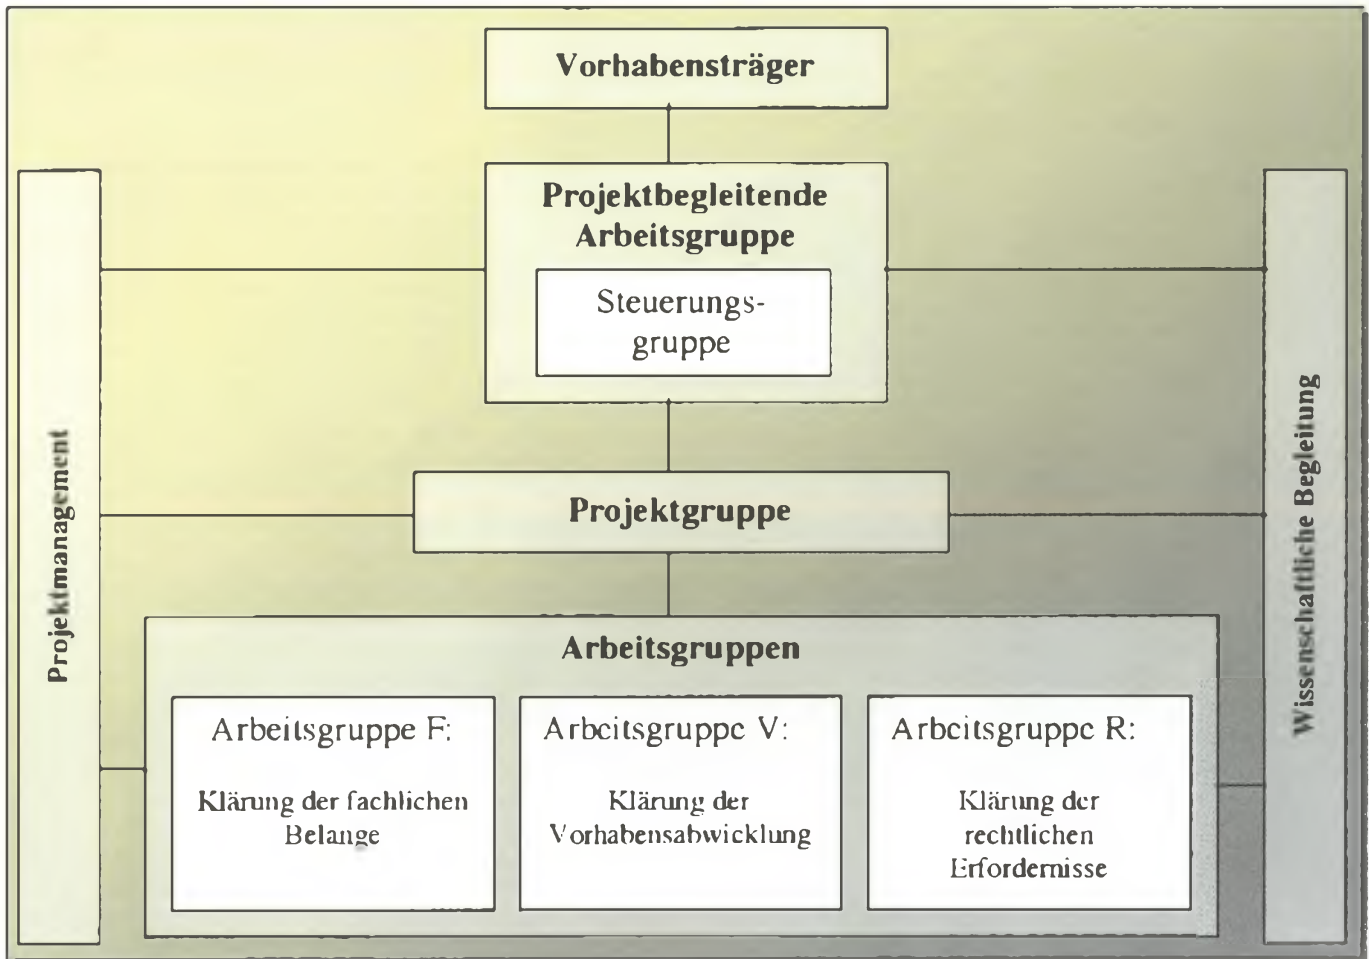 Vorhabensträger
Projektbegleitende
Arbeitsgruppe
Steuerungs-
gruppe
Projektmanagement
Wissenschaftliche Begleitung
Projektgruppe
Arbeitsgruppen
Arbeitsgruppe F:
Klärung der fachlichen
Belange
Arbeitsgruppe V:
Klärung der
Vorhabensabwicklung
Arbeitsgruppe R:
Klärung der
rechtlichen
Erfordernisse